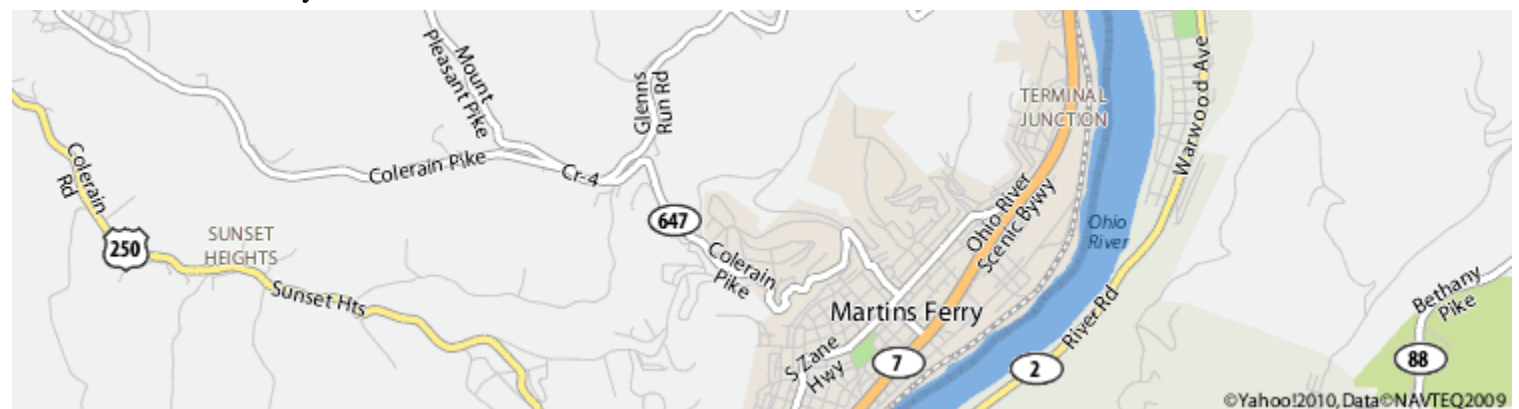 Mount
Pleasant Pike
Glenns
Run Rd
Warwood Ave
TERMINAL
JUNCTION
Colerain
Rd
Colerain Pike
Cr-4
647
250
SUNSET
HEIGHTS
Colerain
Pike
Ohio River
Scenic Bywy
Ohio
River
Sunset Hts
Martins Ferry
S Zane
Hwy
7
2
River Rd
Bethany
Pike
88
©Yahoo!2010,Data©NAVTEQ2009